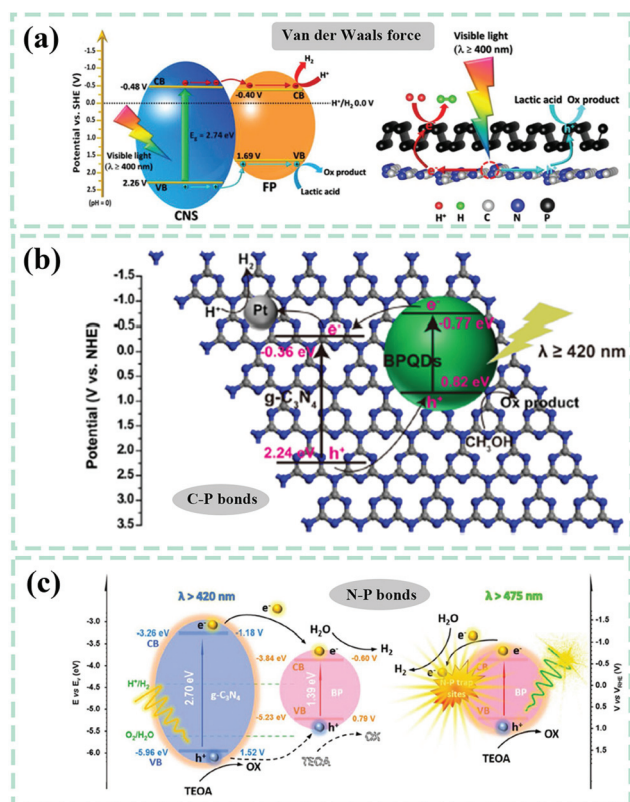 (a)
Van der Waals force
Potential vs. SHE (V)
-1.5
-1.0
-0.5
0.0
0.5
1.0
1.5
2.0
2.5
(pH = 0)
CB
-0.48 V
Eg = 2.74 eV
Visible light
(λ ≥ 400 nm)
2.26 V
VB
CNS
H₂
H⁺
-0.40 V
CB
H⁺/H₂ 0.0 V
VB
1.69 V
Ox product
Lactic acid
FP
Visible light
(λ ≥ 400 nm)
Lactic acid
Ox product
h⁺
H⁺ H C N P
(b)
Potential (V vs. NHE)
-1.5
-1.0
-0.5
0.0
0.5
1.0
1.5
2.0
2.5
3.0
3.5
H₂
H⁺
Pt
e⁻
-0.36 eV
g-C₃N₄
2.24 eV
h⁺
e⁻
-0.77 eV
BPQDs
0.82 eV
h⁺
λ ≥ 420 nm
Ox product
CH₃OH
C-P bonds
(c)
N-P bonds
λ > 420 nm
λ > 475 nm
-3.0
-3.5
-4.0
-4.5
-5.0
-5.5
-6.0
-3.26 eV
CB
e⁻
-1.18 V
H⁺/H₂
2.70 eV
g-C₃N₄
O₂/H₂O
-5.96 eV
VB
h⁺
1.52 V
TEOA
OX
e⁻
H₂O
H₂
e⁻
-3.84 eV
CB
-0.60 V
1.39 eV
BP
-5.23 eV
VB
0.79 V
h⁺
TEOA
OX
H₂O
H₂
e⁻
e⁻
e⁻
N-P trap
sites
CB
BP
VB
h⁺
TEOA
OX
-1.0
-0.5
0.0
0.5
1.0
1.5